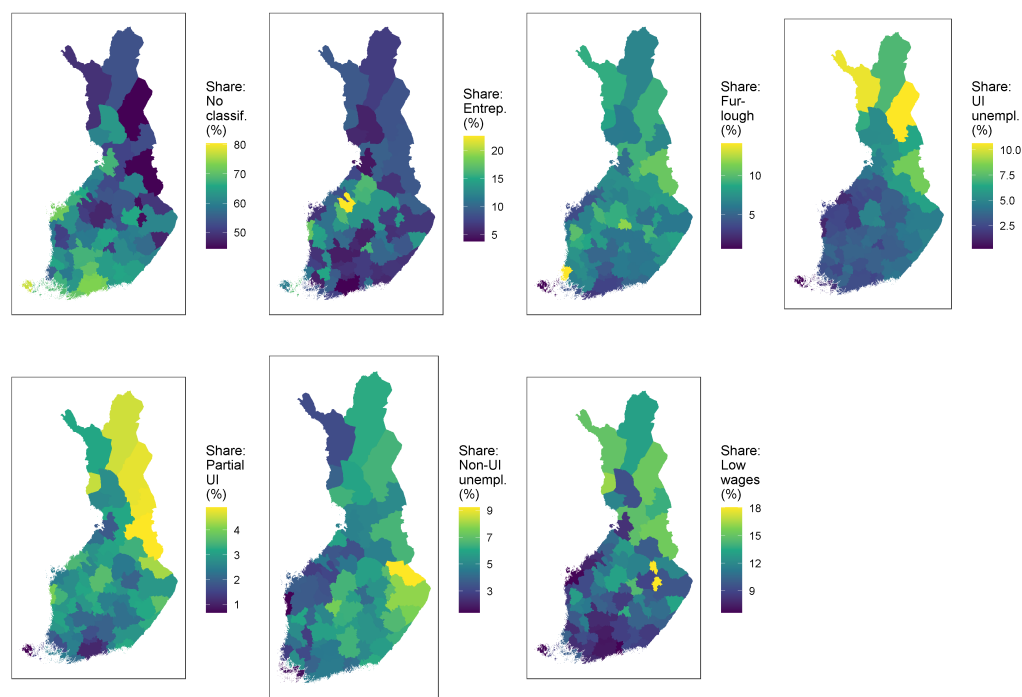 Share:
No
classif.
(%)
80
70
60
50
Share:
Entrep.
(%)
20
15
10
5
Share:
Fur-
lough
(%)
10
5
Share:
UI
unempl.
(%)
10.0
7.5
5.0
2.5
Share:
Partial
UI
(%)
4
3
2
1
Share:
Non-UI
unempl.
(%)
9
7
5
3
Share:
Low
wages
(%)
18
15
12
9